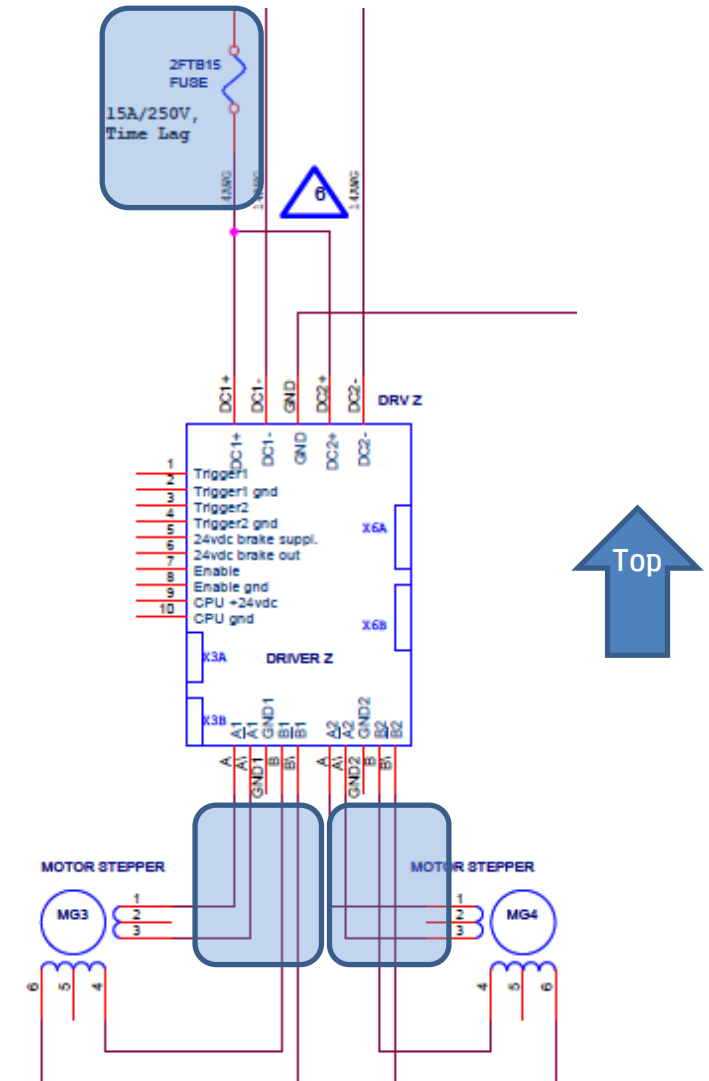 2FTB15
FUSE
15A/250V,
Time Lag
14AWG
6
14AWG
DC1+
DC1-
GND
DC2+
DC2-
DRV Z
DC1+
DC1-
GND
DC2+
DC2-
1 Trigger1
2 Trigger1 gnd
3 Trigger2
4 Trigger2 gnd
5 24vdc brake suppl.
6 24vdc brake out
7 Enable
8 Enable gnd
9 CPU +24vdc
10 CPU gnd
X6A
X6B
Top
X3A
DRIVER Z
X3B
A1
A1
GND1
B1
B1
A2
A2
GND2
B2
B2
A
A\
GND1
B
B\
A
A\
GND2
B
B\
MOTOR STEPPER
MOTOR STEPPER
MG3
1
2
3
1
2
3
MG4
6
5
4
4
5
6